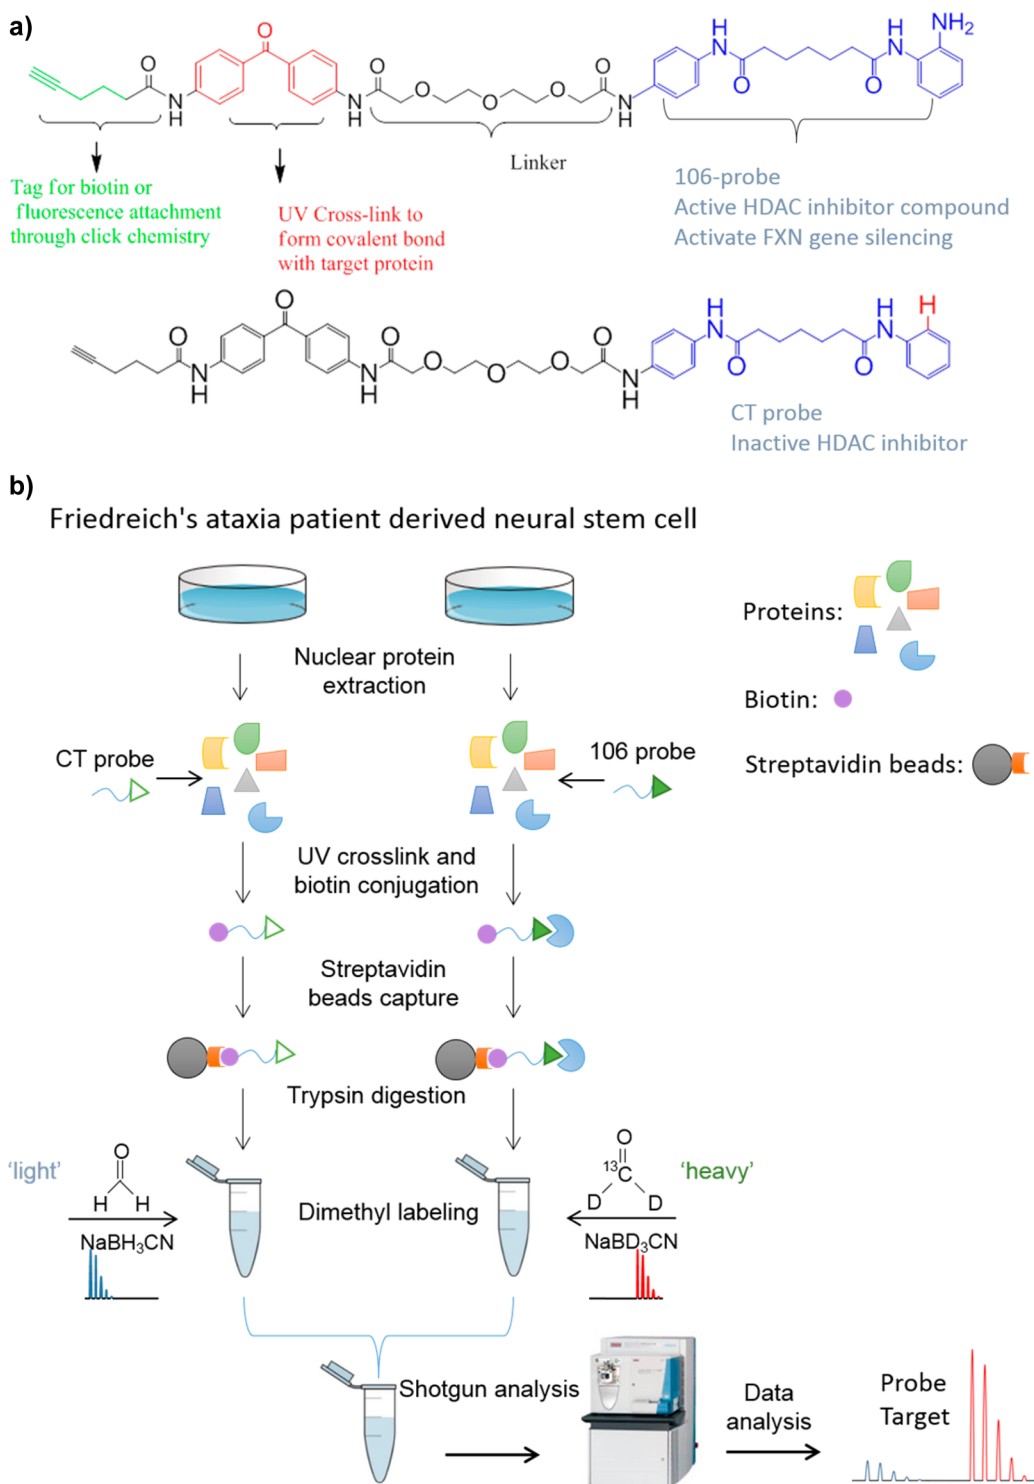 a)
O
O
O
O
O
O
O
O
O
N
H
N
H
N
H
H
N
H
N
NH₂
Linker
Tag for biotin or
fluorescence attachment
through click chemistry
UV Cross-link to
form covalent bond
with target protein
106-probe
Active HDAC inhibitor compound
Activate FXN gene silencing
O
O
O
O
O
O
O
O
O
N
H
N
H
N
H
H
N
H
N
H
CT probe
Inactive HDAC inhibitor
b)
Friedreich's ataxia patient derived neural stem cell
Nuclear protein
extraction
Proteins:
Biotin:
Streptavidin beads:
CT probe
106 probe
UV crosslink and
biotin conjugation
Streptavidin
beads capture
Trypsin digestion
'light'
O
H H
NaBH₃CN
Dimethyl labeling
O
¹³C
D D
'heavy'
NaBD₃CN
Shotgun analysis
Data
analysis
Probe
Target